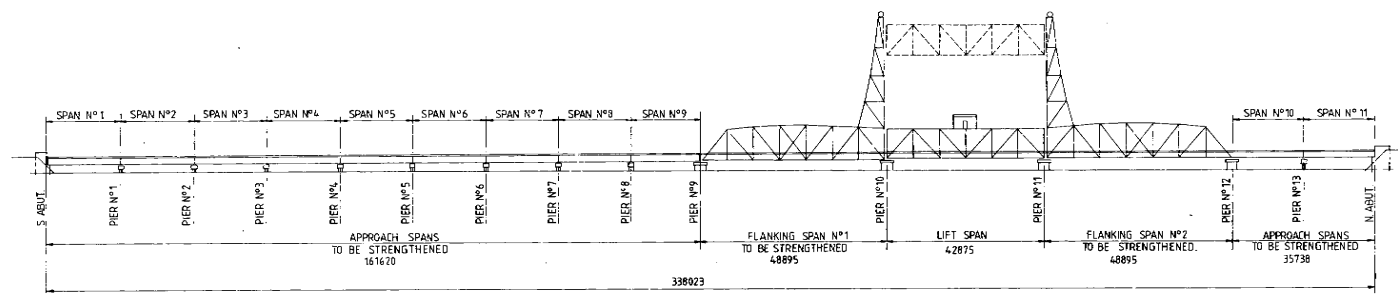 SPAN Nº 1
SPAN Nº2
SPAN Nº3
SPAN Nº4
SPAN Nº5
SPAN Nº6
SPAN Nº7
SPAN Nº8
SPAN Nº9
SPAN Nº10
SPAN Nº 11
S. ABUT.
PIER Nº1
PIER Nº2
PIER Nº3
PIER Nº4
PIER Nº5
PIER Nº6
PIER Nº7
PIER Nº8
PIER Nº9
PIER Nº10
PIER Nº11
PIER Nº12
PIER Nº13
N. ABUT.
APPROACH SPANS
TO BE STRENGTHENED
161620
FLANKING SPAN Nº1
TO BE STRENGTHENED
48895
LIFT SPAN
42875
FLANKING SPAN Nº2
TO BE STRENGTHENED.
48895
APPROACH SPANS
TO BE STRENGTHENED
35738
338023